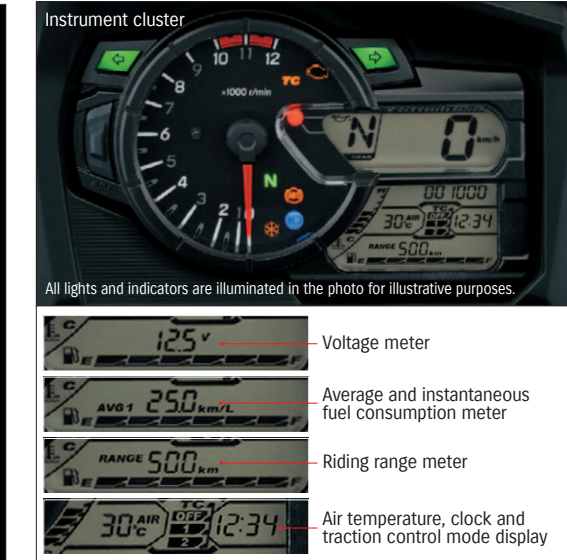 Instrument cluster
10 11 12
9
8
7
6
5
4
3
2
1
0
x1000 r/min
TC
N
N
0 km/h
001000
TC
30°C AIR OFF 12:34
RANGE 500 km
E F
C
All lights and indicators are illuminated in the photo for illustrative purposes.
C
12.5 V
E F
Voltage meter
C
AVG 1 25.0 km/L
E F
Average and instantaneous
fuel consumption meter
C
RANGE 500 km
E F
Riding range meter
TC
30°C AIR OFF 12:34
2
Air temperature, clock and
traction control mode display